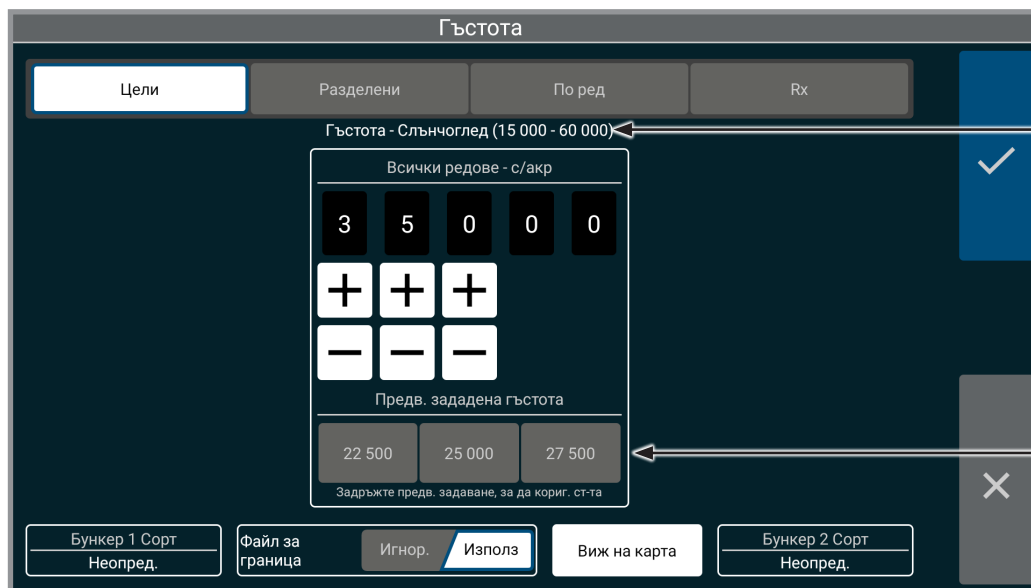 Гъстота
Цели
Разделени
По ред
Rx
Гъстота - Слънчоглед (15 000 - 60 000)
Всички редове - с/акр
3 5 0 0 0
+ + +
− − −
Предв. зададена гъстота
22 500
25 000
27 500
Задръжте предв. задаване, за да кориг. ст-та
Бункер 1 Сорт
Неопред.
Файл за
граница
Игнор.
Използ
Виж на карта
Бункер 2 Сорт
Неопред.